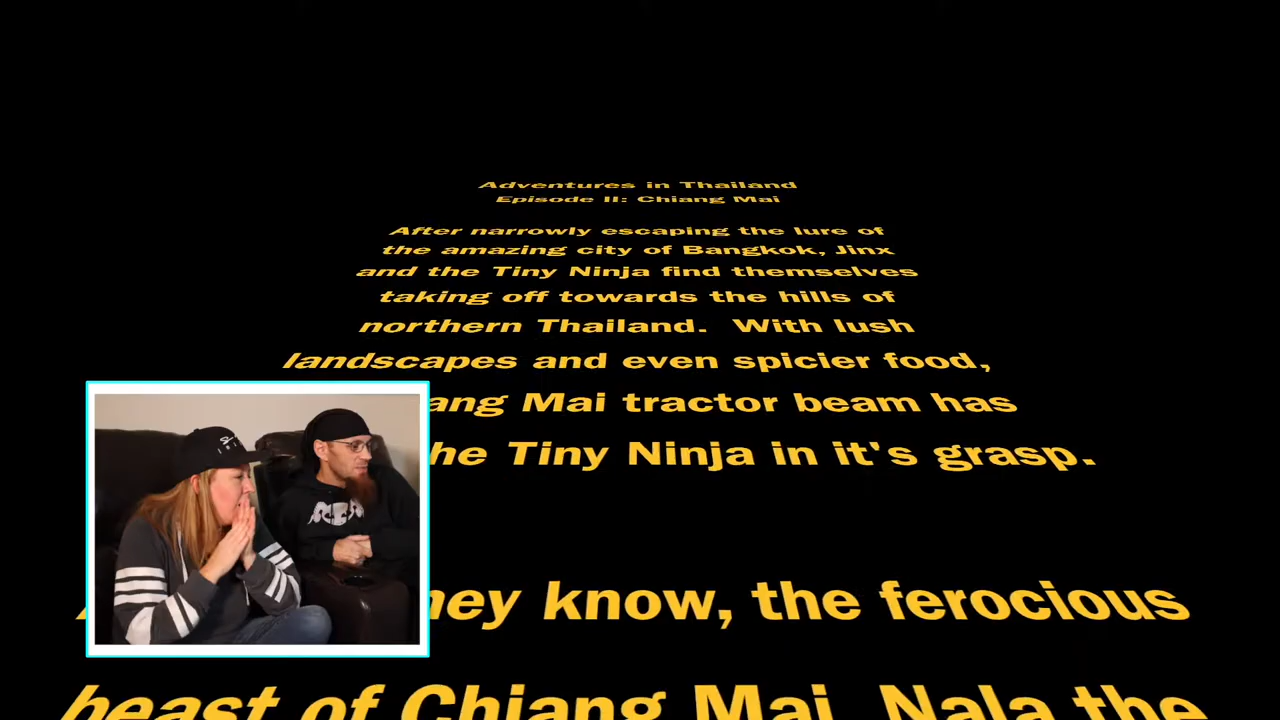 Adventures in Thailand
Episode II: Chiang Mai
After narrowly escaping the lure of
the amazing city of Bangkok, Jinx
and the Tiny Ninja find themselves
taking off towards the hills of
northern Thailand. With lush
landscapes and even spicier food,
Mai tractor beam has
Tiny Ninja in it's grasp.
know, the ferocious
beast of Chiang Mai, Nala the